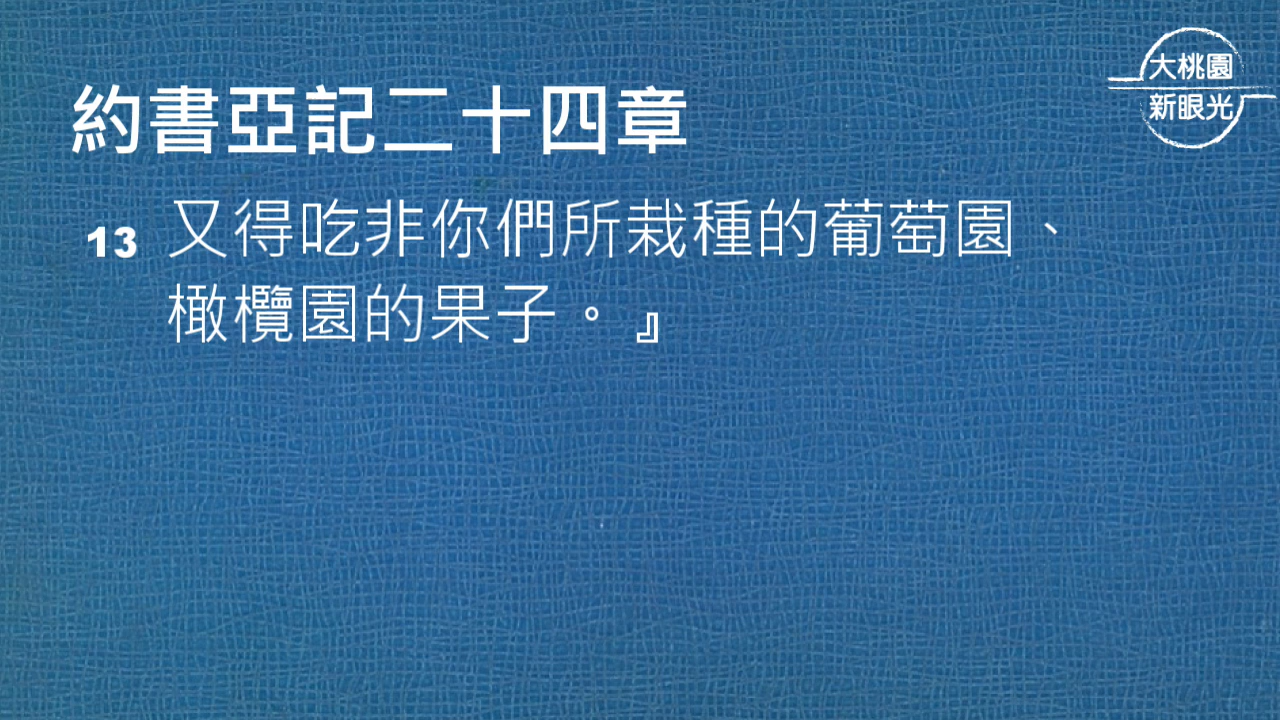 大桃園
新眼光
約書亞記二十四章
13 又得吃非你們所栽種的葡萄園、
橄欖園的果子。』